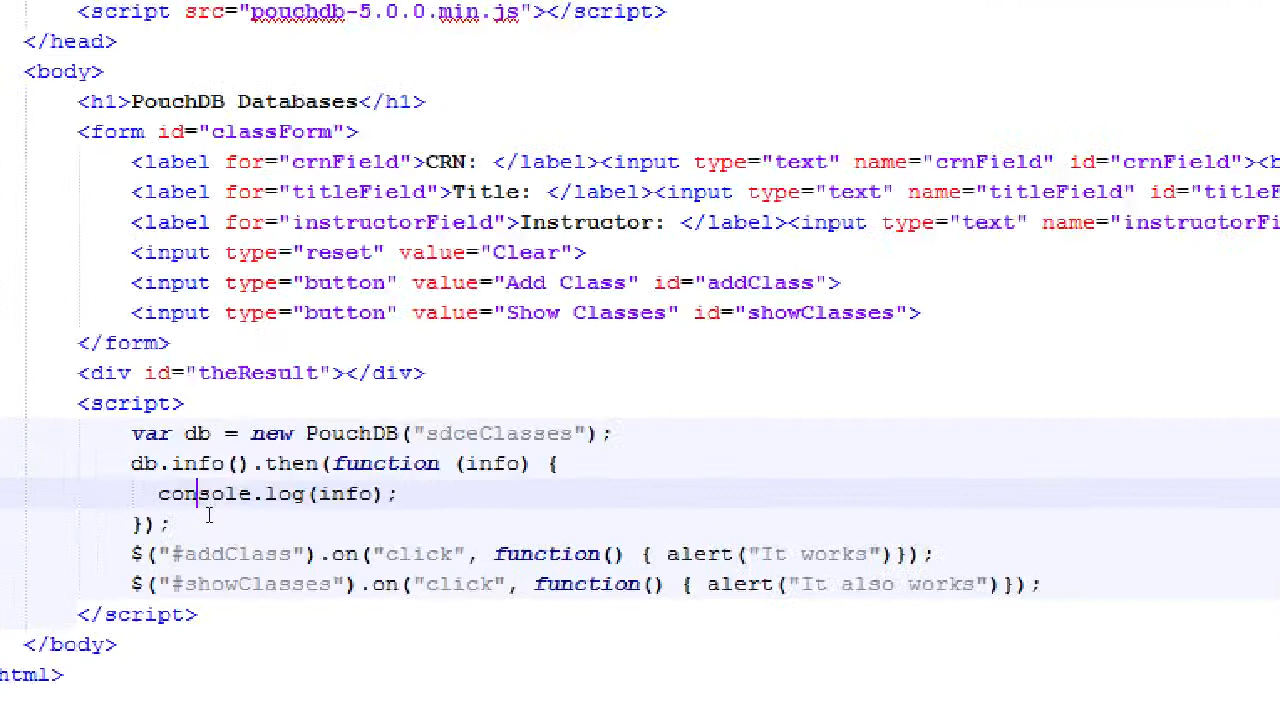 <script src="pouchdb-5.0.0.min.js"></script>
</head>
<body>
<h1>PouchDB Databases</h1>
<form id="classForm">
<label for="crnField">CRN: </label><input type="text" name="crnField" id="crnField"><b
<label for="titleField">Title: </label><input type="text" name="titleField" id="titleF
<label for="instructorField">Instructor: </label><input type="text" name="instructorFi
<input type="reset" value="Clear">
<input type="button" value="Add Class" id="addClass">
<input type="button" value="Show Classes" id="showClasses">
</form>
<div id="theResult"></div>
<script>
var db = new PouchDB("sdceClasses");
db.info().then(function (info) {
console.log(info);
});
$("#addClass").on("click", function() { alert("It works")});
$("#showClasses").on("click", function() { alert("It also works")});
</script>
</body>
html>